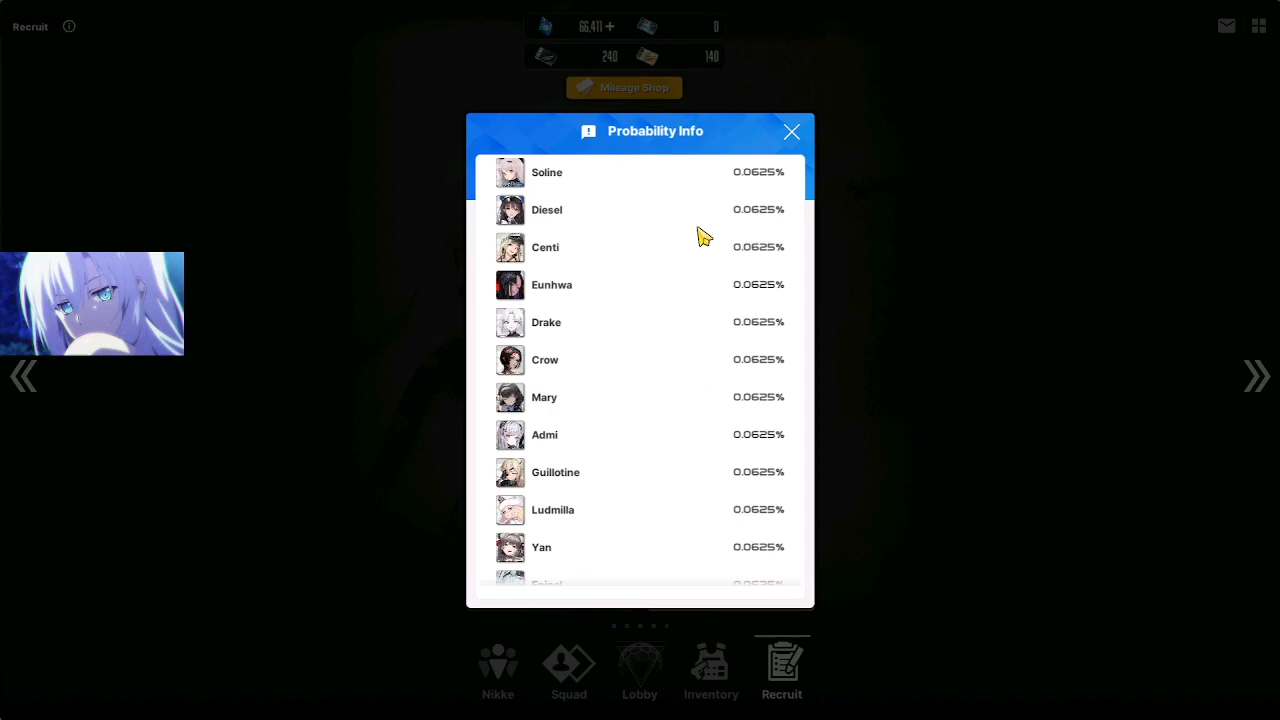 Recruit
66,411 +
0
240
140
Mileage Shop
Probability Info
Soline 0.0625%
Diesel 0.0625%
Centi 0.0625%
Eunhwa 0.0625%
Drake 0.0625%
Crow 0.0625%
Mary 0.0625%
Admi 0.0625%
Guillotine 0.0625%
Ludmilla 0.0625%
Yan 0.0625%
0.0625%
Nikke
Squad
Lobby
Inventory
Recruit